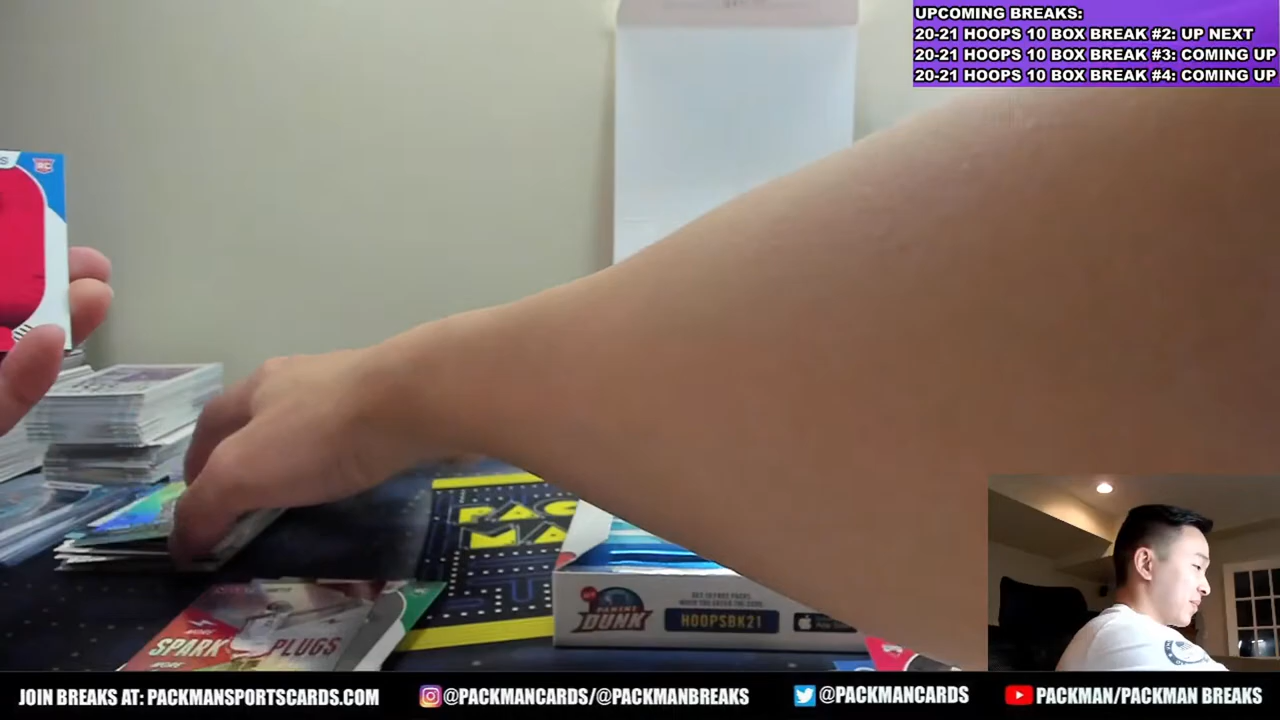 UPCOMING BREAKS:
20-21 HOOPS 10 BOX BREAK #2: UP NEXT
20-21 HOOPS 10 BOX BREAK #3: COMING UP
20-21 HOOPS 10 BOX BREAK #4: COMING UP
RC
PAC
MA
PANINI
DUNK
HOOPSBK21
SPARK PLUGS
JOIN BREAKS AT: PACKMANSPORTSCARDS.COM
@PACKMANCARDS/@PACKMANBREAKS
@PACKMANCARDS
PACKMAN/PACKMAN BREAKS